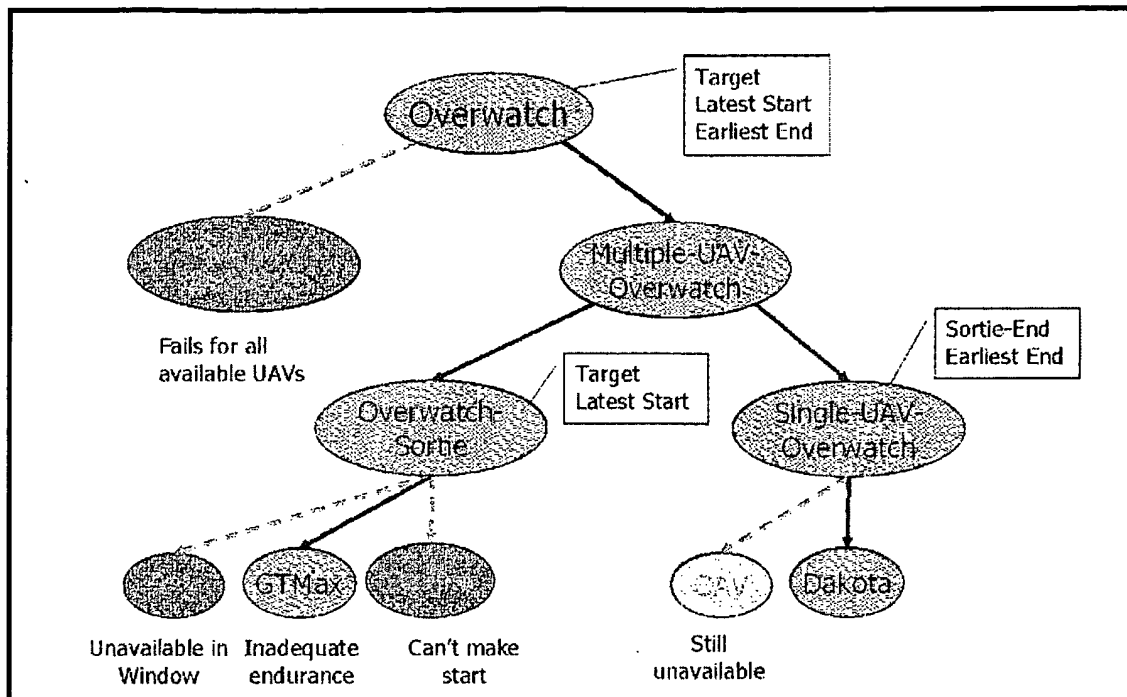 Overwatch
Target
Latest Start
Earliest End
Multiple-UAV-
Overwatch
Fails for all
available UAVs
Sortie-End
Earliest End
Target
Latest Start
Overwatch-
Sortie
Single-UAV-
Overwatch
GTMax
OAV
Dakota
Unavailable in
Window
Inadequate
endurance
Can't make
start
Still
unavailable